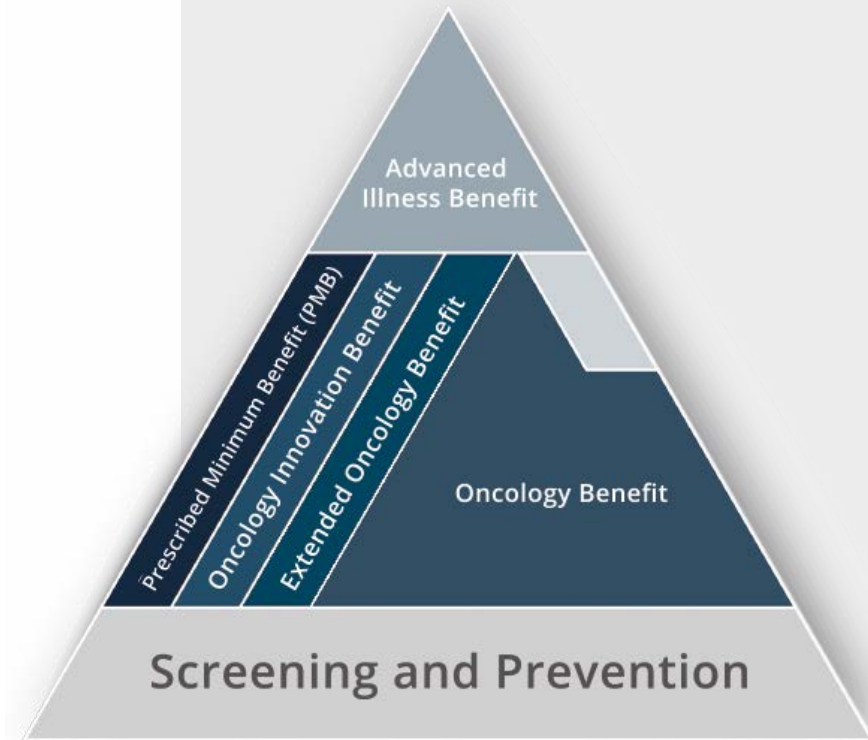 Advanced
Illness Benefit
Prescribed Minimum Benefit (PMB)
Oncology Innovation Benefit
Extended Oncology Benefit
Oncology Benefit
Screening and Prevention